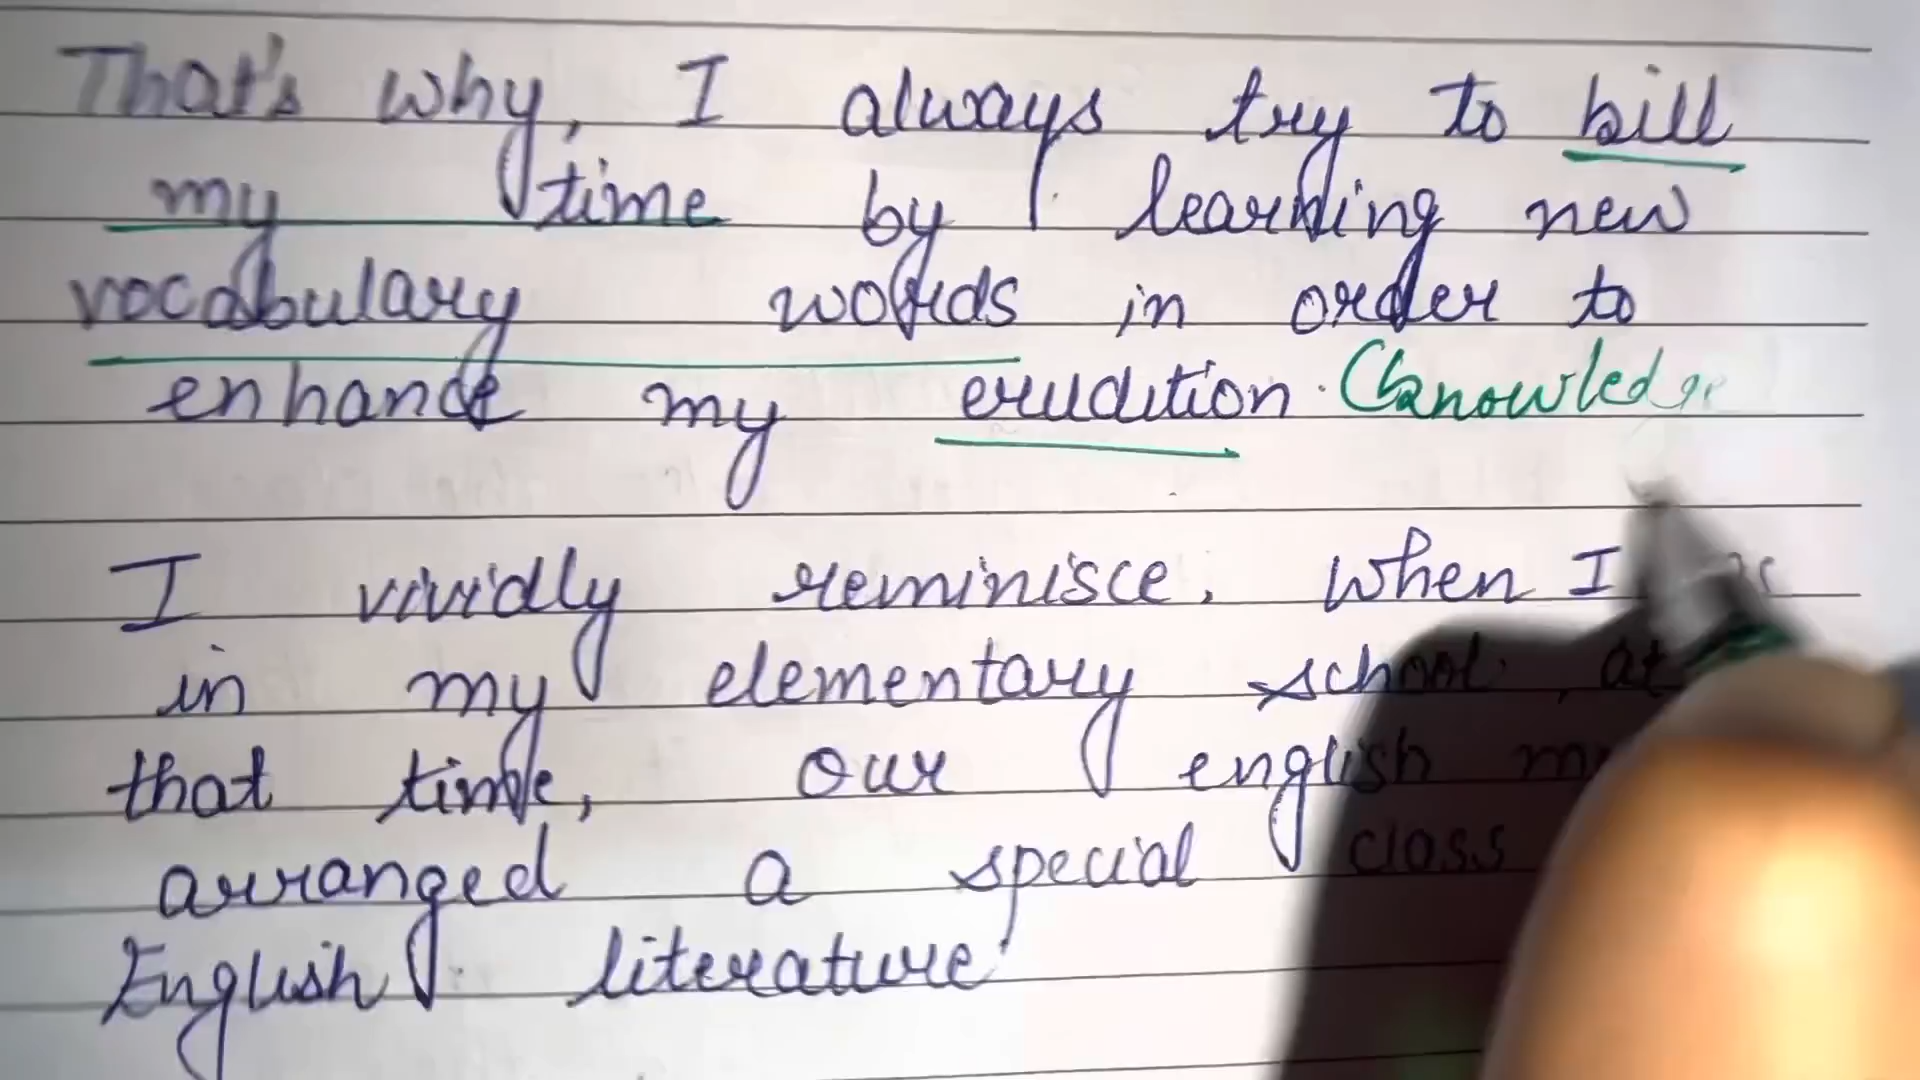 That's why, I always try to bill
my time by learning new
vocabulary words in order to
enhance my erudition. (knowledge
I vividly reminisce, when I
in my elementary school, at
that time, our english
arranged a special class
English literature